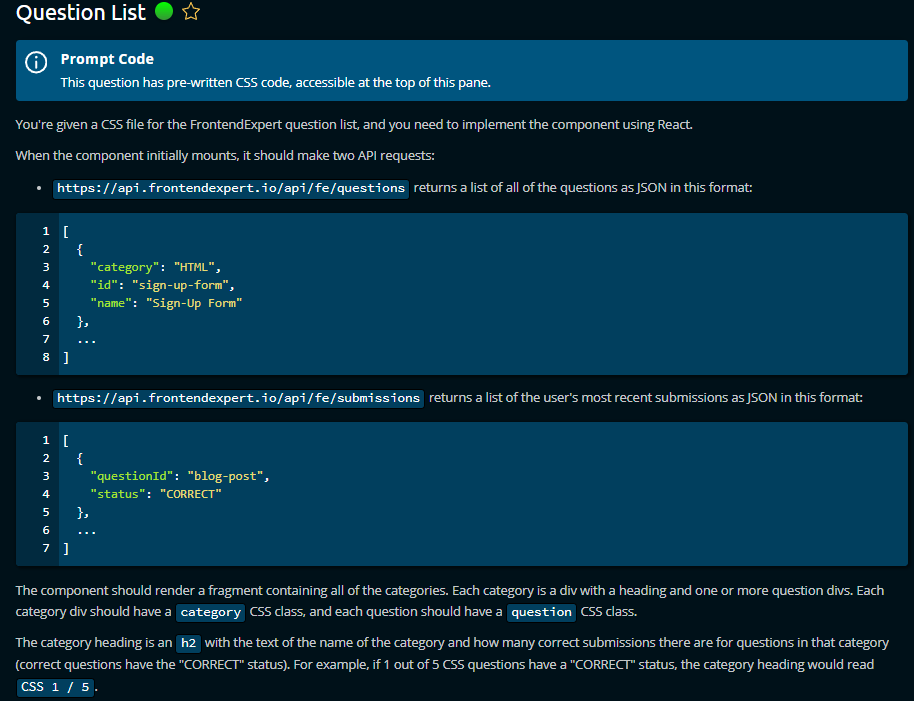 Question List
Prompt Code
This question has pre-written CSS code, accessible at the top of this pane.
You're given a CSS file for the FrontendExpert question list, and you need to implement the component using React.
When the component initially mounts, it should make two API requests:
• https://api.frontendexpert.io/api/fe/questions returns a list of all of the questions as JSON in this format:
1 [
2 {
3 "category": "HTML",
4 "id": "sign-up-form",
5 "name": "Sign-Up Form"
6 },
7 ...
8 ]
• https://api.frontendexpert.io/api/fe/submissions returns a list of the user's most recent submissions as JSON in this format:
1 [
2 {
3 "questionId": "blog-post",
4 "status": "CORRECT"
5 },
6 ...
7 ]
The component should render a fragment containing all of the categories. Each category is a div with a heading and one or more question divs. Each
category div should have a category CSS class, and each question should have a question CSS class.
The category heading is an h2 with the text of the name of the category and how many correct submissions there are for questions in that category
(correct questions have the "CORRECT" status). For example, if 1 out of 5 CSS questions have a "CORRECT" status, the category heading would read
CSS 1 / 5.